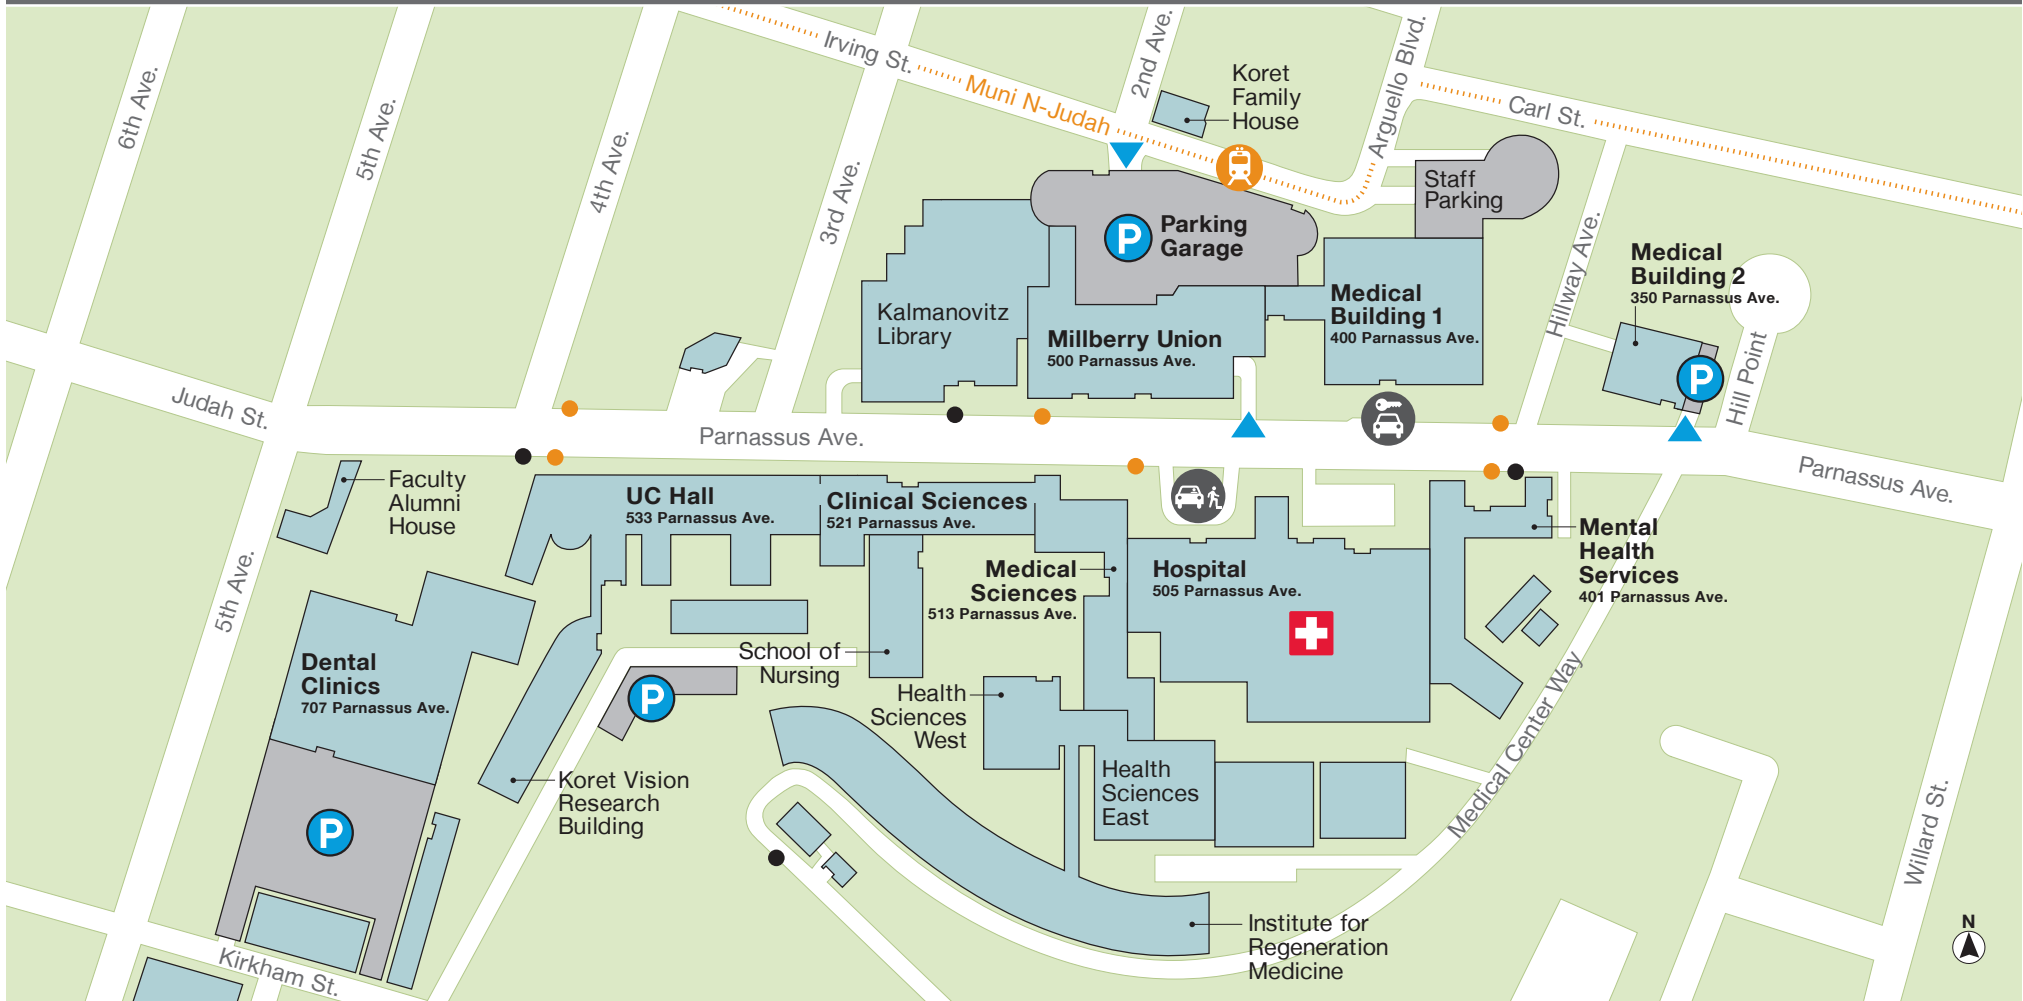 6th Ave.
5th Ave.
4th Ave.
3rd Ave.
Irving St.
Muni N-Judah
2nd Ave.
Koret
Family
House
Arguello Blvd.
Carl St.
Staff
Parking
P
Parking
Garage
Hillway Ave.
Medical
Building 2
350 Parnassus Ave.
P
Hill Point
Kalmanovitz
Library
Millberry Union
500 Parnassus Ave.
Medical
Building 1
400 Parnassus Ave.
Judah St.
Parnassus Ave.
Parnassus Ave.
Faculty
Alumni
House
UC Hall
533 Parnassus Ave.
Clinical Sciences
521 Parnassus Ave.
Medical
Sciences
513 Parnassus Ave.
Hospital
505 Parnassus Ave.
Mental
Health
Services
401 Parnassus Ave.
5th Ave.
Dental
Clinics
707 Parnassus Ave.
P
School of
Nursing
P
Health
Sciences
West
Koret Vision
Research
Building
Health
Sciences
East
Medical Center Way
Willard St.
Institute for
Regeneration
Medicine
Kirkham St.
N